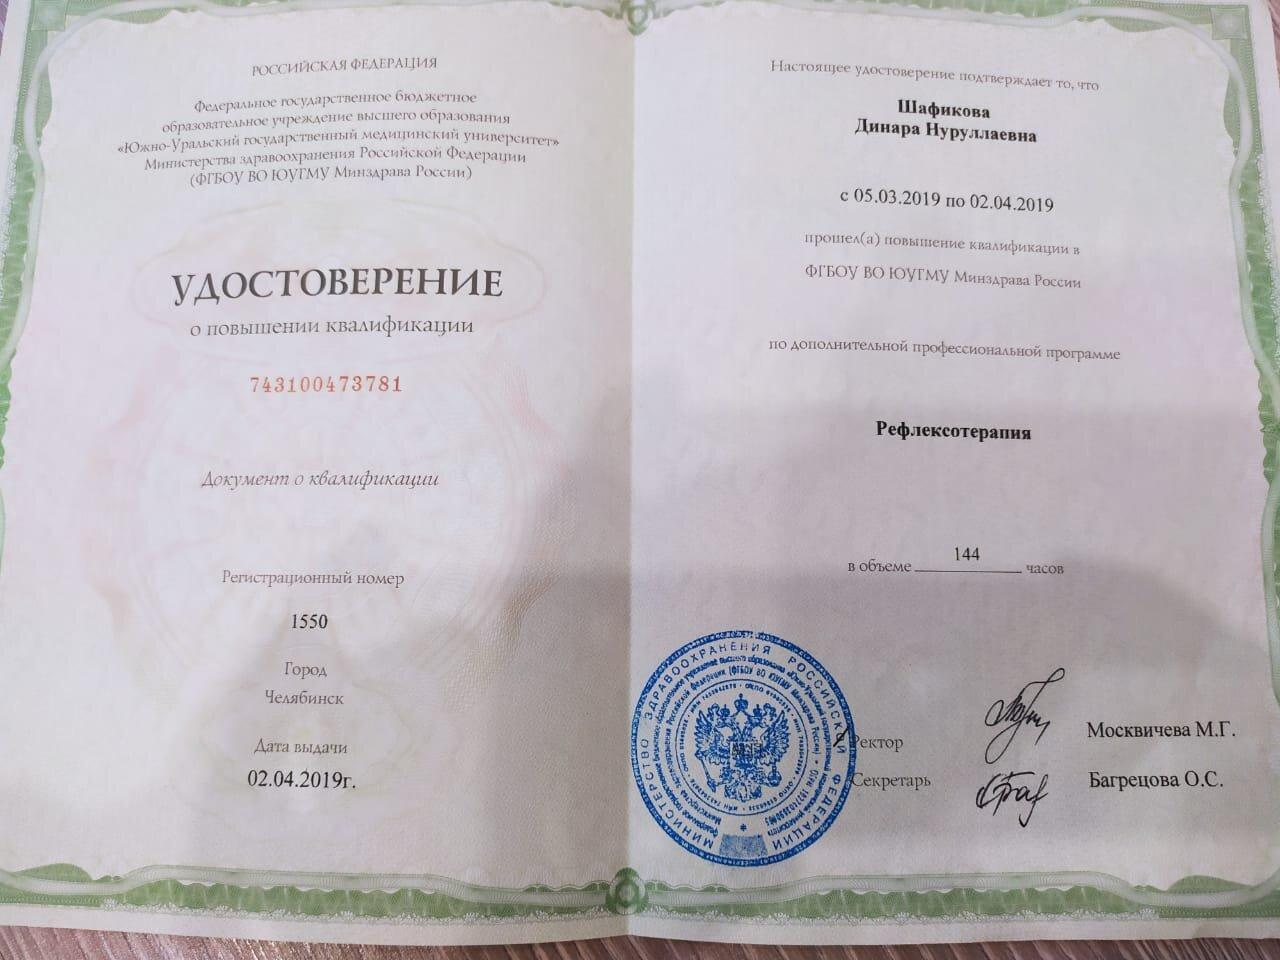 РОССИЙСКАЯ ФЕДЕРАЦИЯ
Федеральное государственное бюджетное
образовательное учреждение высшего образования
«Южно-Уральский государственный медицинский университет»
Министерства здравоохранения Российской Федерации
(ФГБОУ ВО ЮУГМУ Минздрава России)
УДОСТОВЕРЕНИЕ
о повышении квалификации
743100473781
Документ о квалификации
Регистрационный номер
1550
Город
Челябинск
Дата выдачи
02.04.2019г.
Настоящее удостоверение подтверждает то, что
Шафикова
Динара Нуруллаевна
с 05.03.2019 по 02.04.2019
прошел(а) повышение квалификации в
ФГБОУ ВО ЮУГМУ Минздрава России
по дополнительной профессиональной программе
Рефлексотерапия
в объеме 144 часов
МИНИСТЕРСТВО ЗДРАВООХРАНЕНИЯ РОССИЙСКОЙ ФЕДЕРАЦИИ
Ректор Москвичева М.Г.
Секретарь Багрецова О.С.